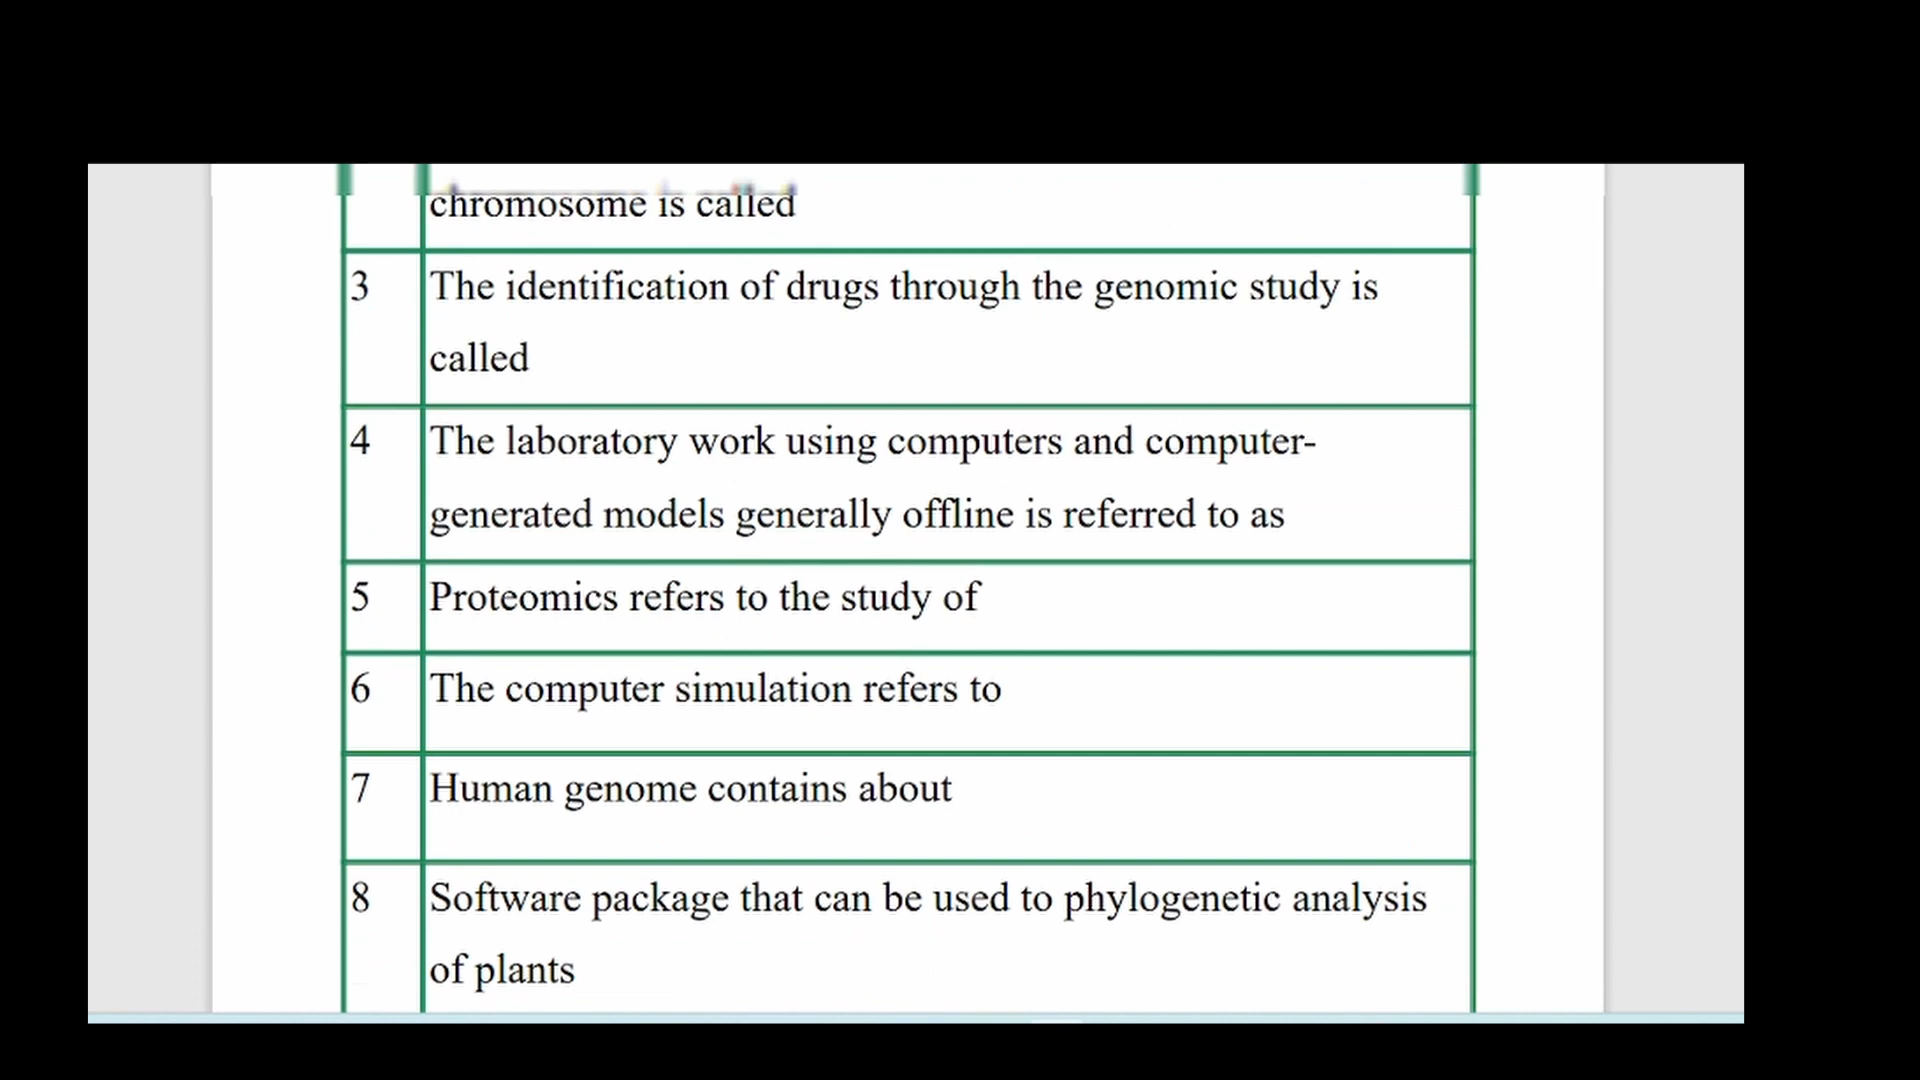 chromosome is called
3 The identification of drugs through the genomic study is
called
4 The laboratory work using computers and computer-
generated models generally offline is referred to as
5 Proteomics refers to the study of
6 The computer simulation refers to
7 Human genome contains about
8 Software package that can be used to phylogenetic analysis
of plants